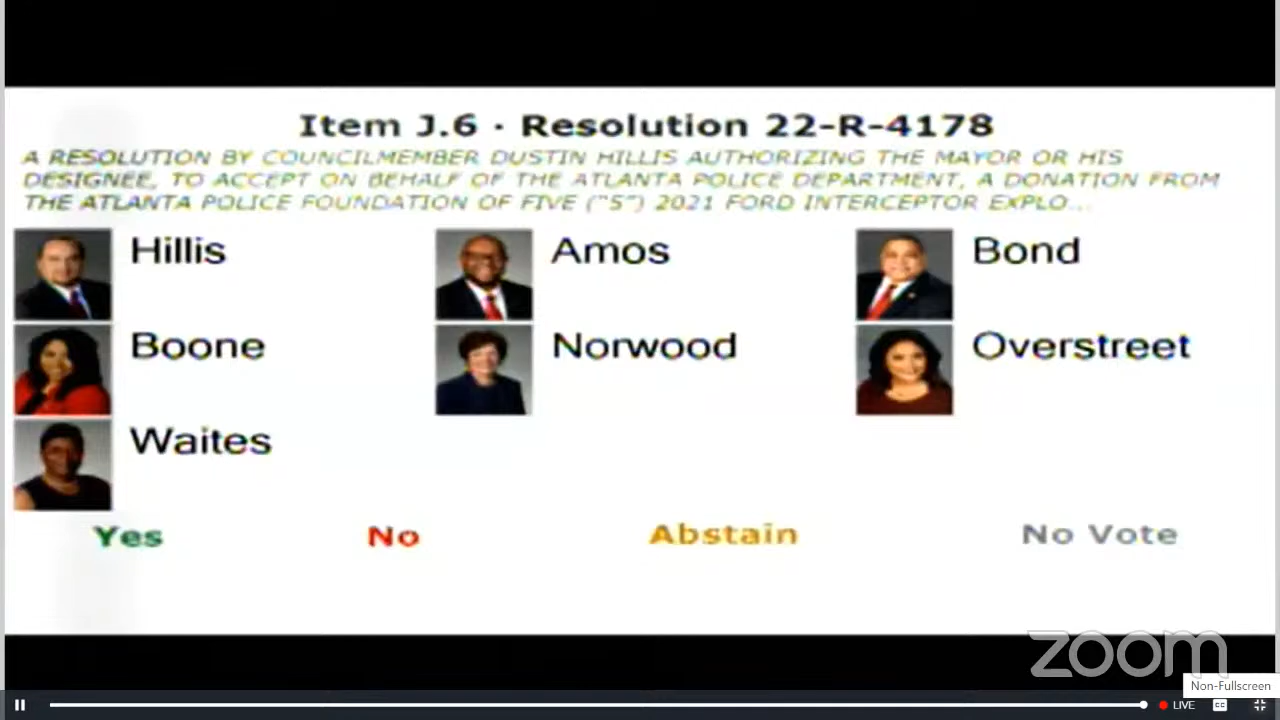 Item J.6 · Resolution 22-R-4178
A RESOLUTION BY COUNCILMEMBER DUSTIN HILLIS AUTHORIZING THE MAYOR OR HIS
DESIGNEE, TO ACCEPT ON BEHALF OF THE ATLANTA POLICE DEPARTMENT, A DONATION FROM
THE ATLANTA POLICE FOUNDATION OF FIVE ("5") 2021 FORD INTERCEPTOR EXPLO...
Hillis Amos Bond
Boone Norwood Overstreet
Waites
Yes No Abstain No Vote
zoom
Non-Fullscreen
LIVE CC